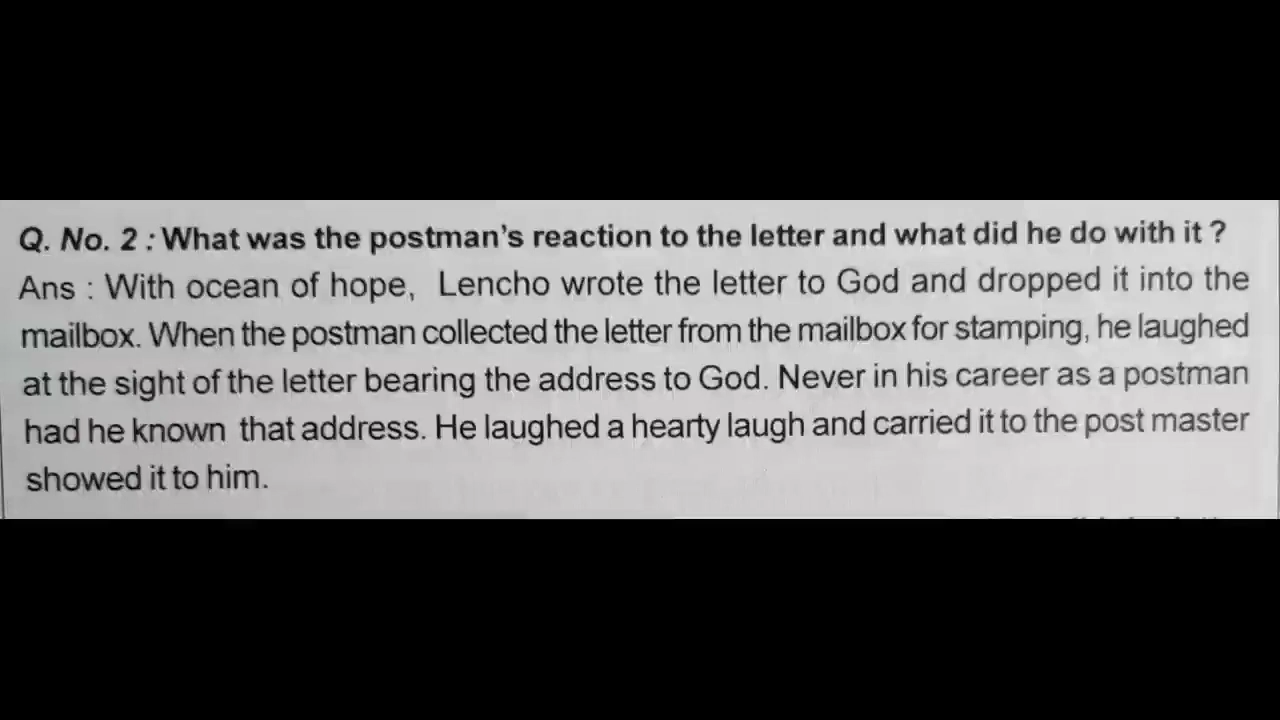 Q. No. 2 : What was the postman's reaction to the letter and what did he do with it ?
Ans : With ocean of hope, Lencho wrote the letter to God and dropped it into the
mailbox. When the postman collected the letter from the mailbox for stamping, he laughed
at the sight of the letter bearing the address to God. Never in his career as a postman
had he known that address. He laughed a hearty laugh and carried it to the post master
showed it to him.